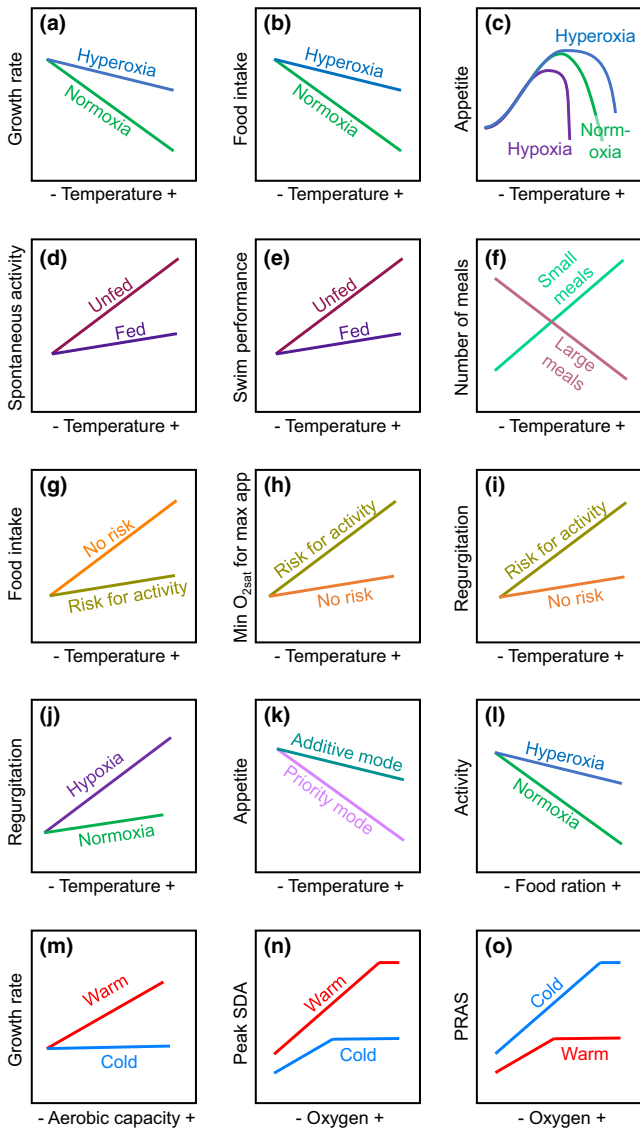 (a)
Growth rate
Hyperoxia
Normoxia
- Temperature +
(b)
Food intake
Hyperoxia
Normoxia
- Temperature +
(c)
Appetite
Hyperoxia
Hypoxia
Norm-
oxia
- Temperature +
(d)
Spontaneous activity
Unfed
Fed
- Temperature +
(e)
Swim performance
Unfed
Fed
- Temperature +
(f)
Number of meals
Small
meals
Large
meals
- Temperature +
(g)
Food intake
No risk
Risk for activity
- Temperature +
(h)
Min O2sat for max app
Risk for activity
No risk
- Temperature +
(i)
Regurgitation
Risk for activity
No risk
- Temperature +
(j)
Regurgitation
Hypoxia
Normoxia
- Temperature +
(k)
Appetite
Additive mode
Priority mode
- Temperature +
(l)
Activity
Hyperoxia
Normoxia
- Food ration +
(m)
Growth rate
Warm
Cold
- Aerobic capacity +
(n)
Peak SDA
Warm
Cold
- Oxygen +
(o)
PRAS
Cold
Warm
- Oxygen +